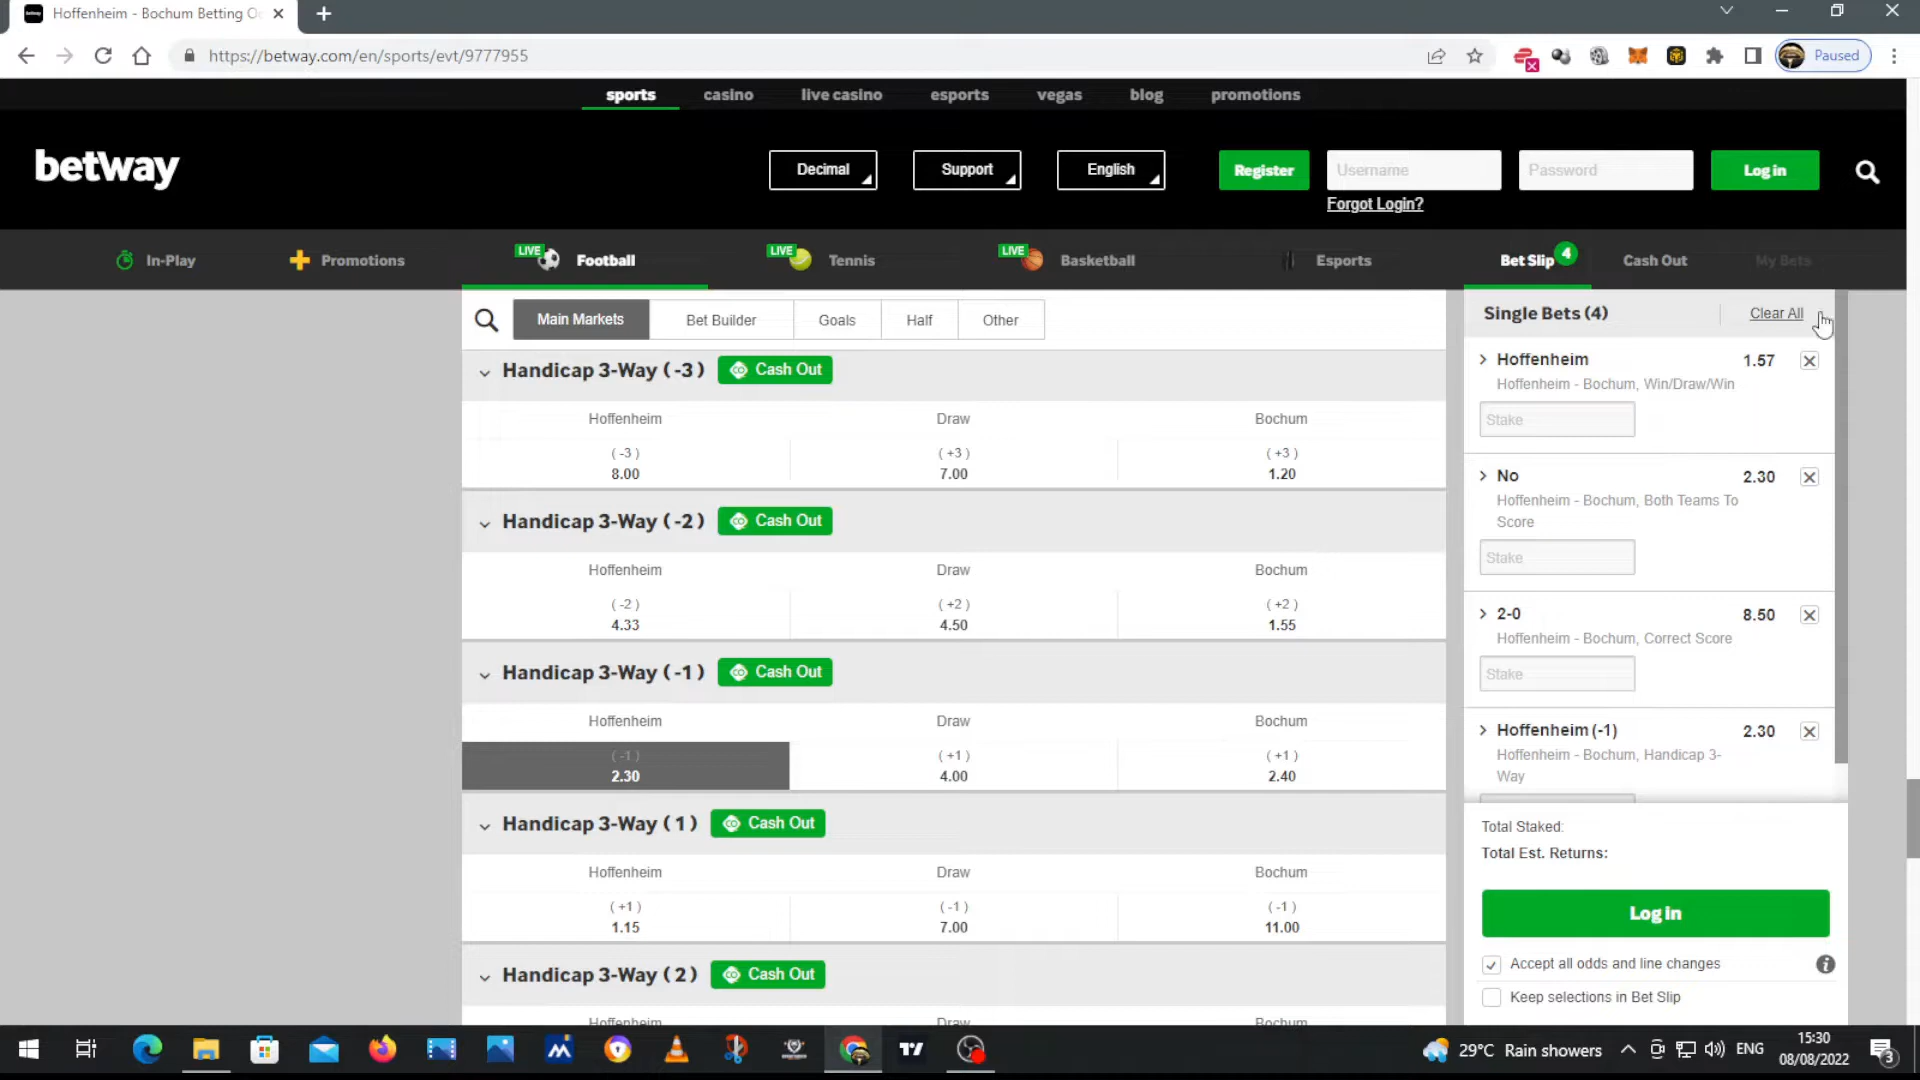 Hoffenheim - Bochum Betting O
https://betway.com/en/sports/evt/9777955
Paused
sports
casino
live casino
esports
vegas
blog
promotions
betway
Decimal
Support
English
Register
Username
Password
Log in
Forgot Login?
In-Play
Promotions
LIVE
Football
LIVE
Tennis
LIVE
Basketball
Esports
Bet Slip
4
Cash Out
My Bets
Main Markets
Bet Builder
Goals
Half
Other
Handicap 3-Way ( -3 )
Cash Out
Hoffenheim
Draw
Bochum
( -3 )
( +3 )
( +3 )
8.00
7.00
1.20
Handicap 3-Way ( -2 )
Cash Out
Hoffenheim
Draw
Bochum
( -2 )
( +2 )
( +2 )
4.33
4.50
1.55
Handicap 3-Way ( -1 )
Cash Out
Hoffenheim
Draw
Bochum
( -1 )
( +1 )
( +1 )
2.30
4.00
2.40
Handicap 3-Way ( 1 )
Cash Out
Hoffenheim
Draw
Bochum
( +1 )
( -1 )
( -1 )
1.15
7.00
11.00
Handicap 3-Way ( 2 )
Cash Out
Hoffenheim
Draw
Bochum
Single Bets (4)
Clear All
Hoffenheim
1.57
Hoffenheim - Bochum, Win/Draw/Win
Stake
No
2.30
Hoffenheim - Bochum, Both Teams To
Score
Stake
2-0
8.50
Hoffenheim - Bochum, Correct Score
Stake
Hoffenheim (-1)
2.30
Hoffenheim - Bochum, Handicap 3-
Way
Total Staked:
Total Est. Returns:
Log in
Accept all odds and line changes
Keep selections in Bet Slip
29°C Rain showers
ENG
15:30
08/08/2022
3